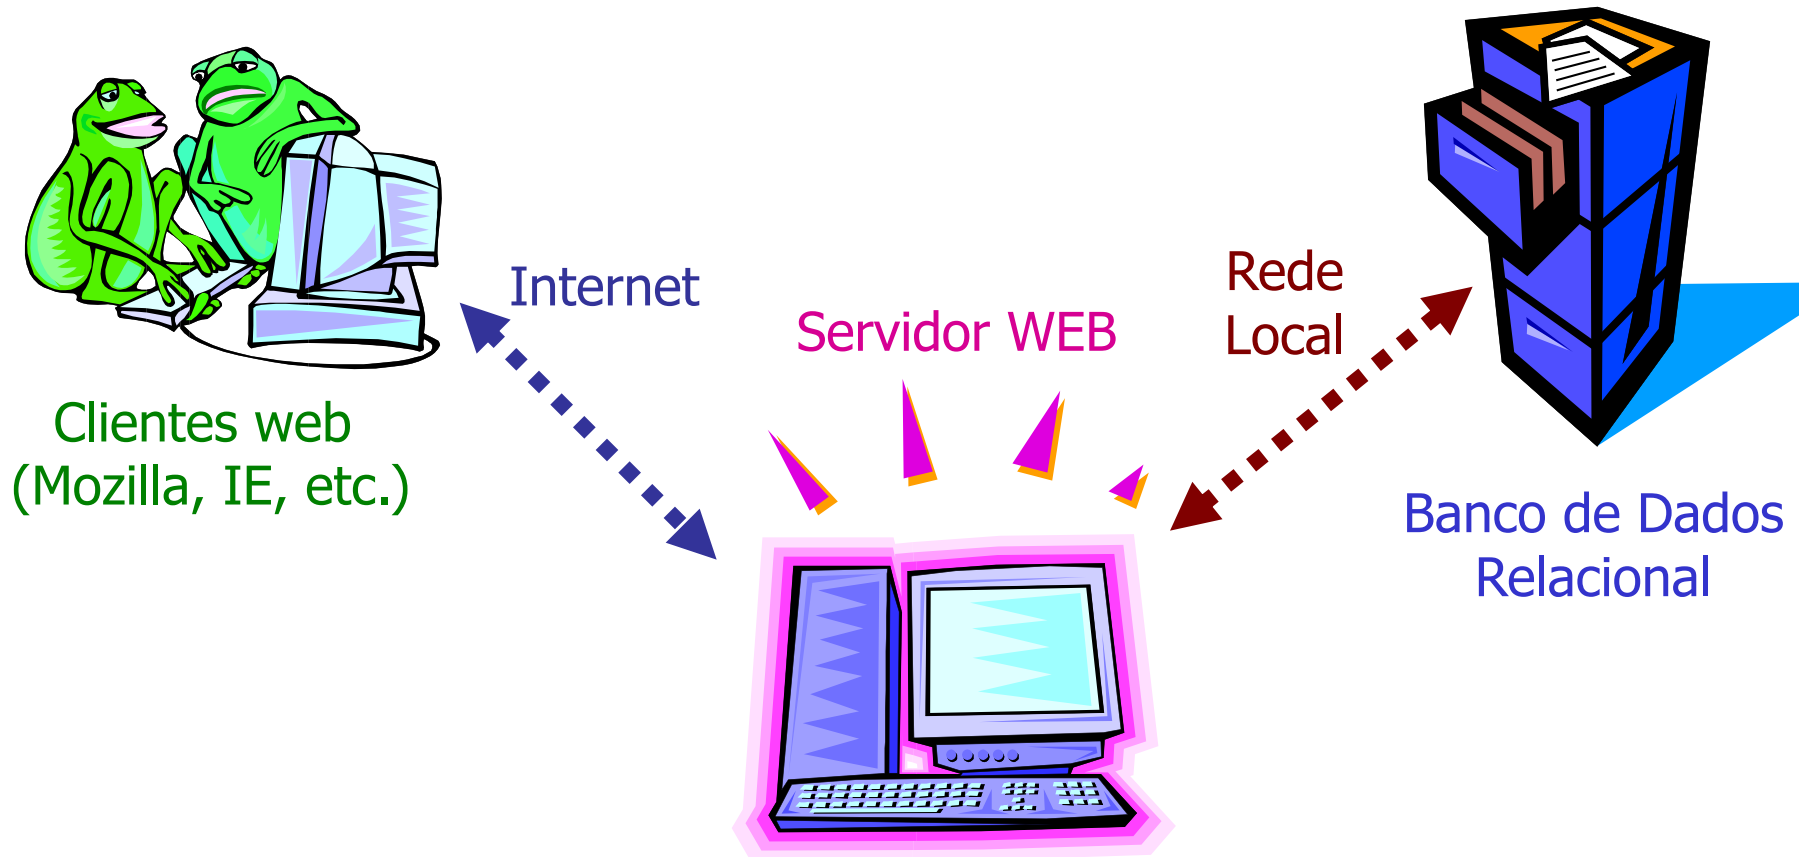 Internet
Rede
Local
Servidor WEB
Clientes web
(Mozilla, IE, etc.)
Banco de Dados
Relacional